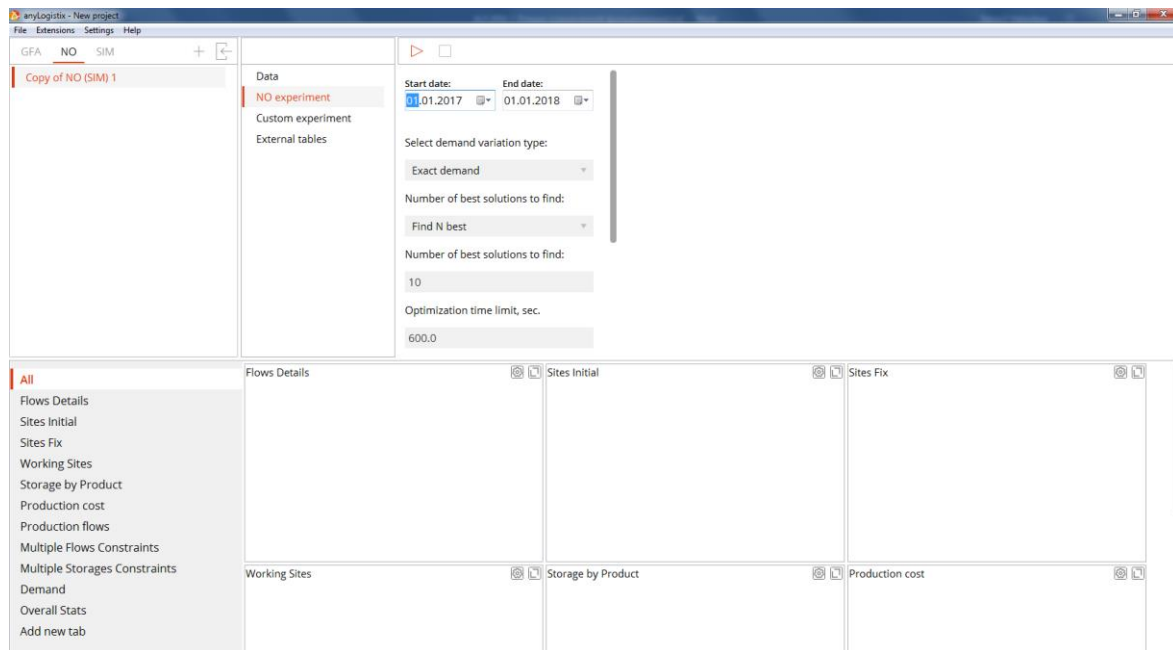 anyLogistix - New project
File Extensions Settings Help
GFA NO SIM
Copy of NO (SIM) 1
Data
NO experiment
Custom experiment
External tables
Start date: End date:
01.01.2017 01.01.2018
Select demand variation type:
Exact demand
Number of best solutions to find:
Find N best
Number of best solutions to find:
10
Optimization time limit, sec.
600.0
All
Flows Details
Sites Initial
Sites Fix
Working Sites
Storage by Product
Production cost
Production flows
Multiple Flows Constraints
Multiple Storages Constraints
Demand
Overall Stats
Add new tab
Flows Details Sites Initial Sites Fix
Working Sites Storage by Product Production cost